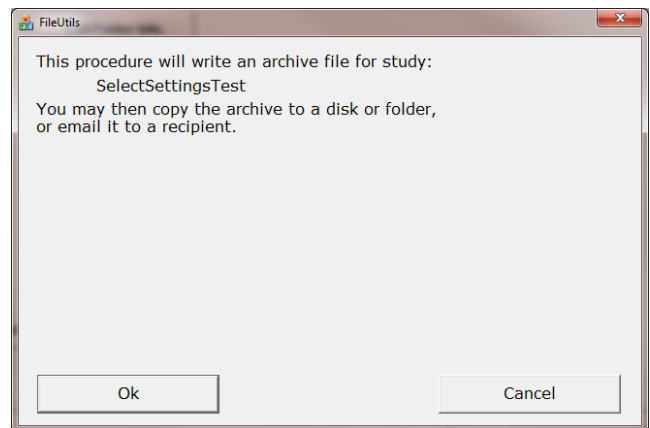 FileUtils
This procedure will write an archive file for study:
SelectSettingsTest
You may then copy the archive to a disk or folder,
or email it to a recipient.
Ok
Cancel